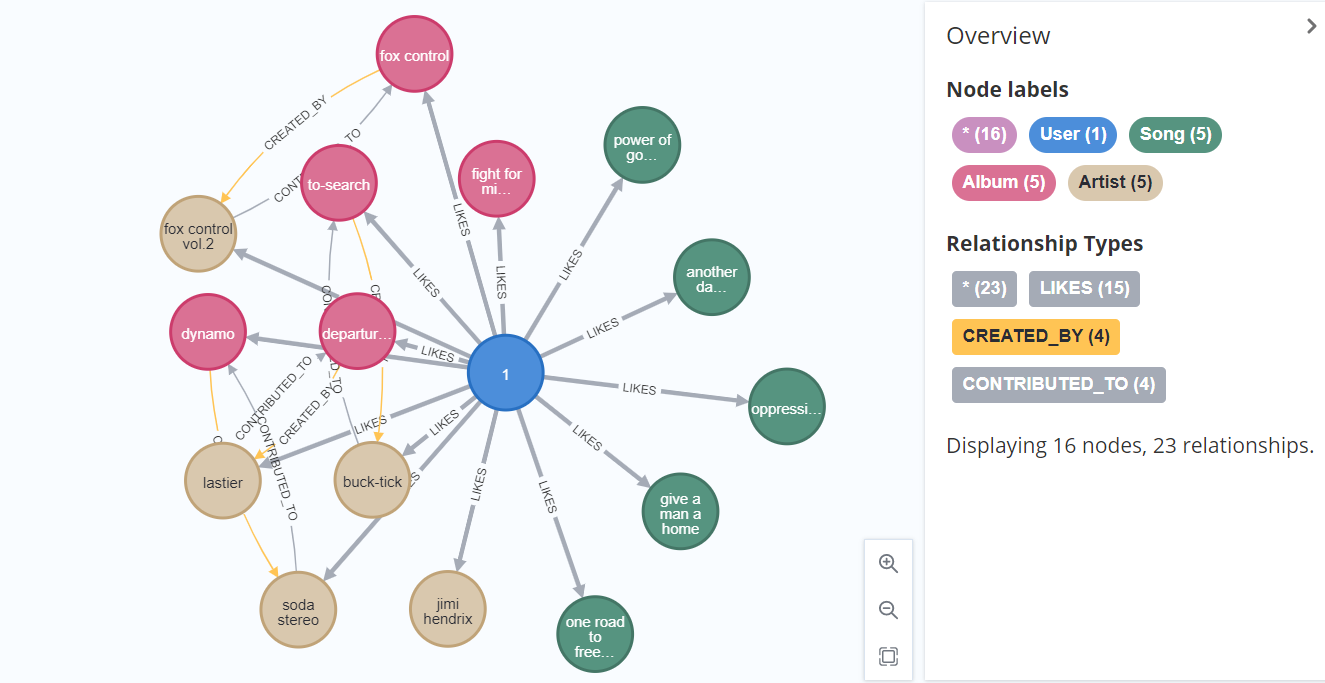 fox control
CREATED_BY
TO
CONT
to-search
fight for
mi...
power of
go...
LIKES
LIKES
LIKES
LIKES
fox control
vol.2
another
da...
CON
CR
dynamo
departur...
LIKES
LIKES
1
LIKES
CONTRIBUTED_TO
CREATED_BY
ED_TO
oppressi...
C
CONTRIBUTED_TO
LIKES
LIKES
LIKES
lastier
buck-tick
S
LIKES
LIKES
give a
man a
home
soda
stereo
jimi
hendrix
one road
to
free...
Overview
Node labels
* (16) User (1) Song (5)
Album (5) Artist (5)
Relationship Types
* (23) LIKES (15)
CREATED_BY (4)
CONTRIBUTED_TO (4)
Displaying 16 nodes, 23 relationships.